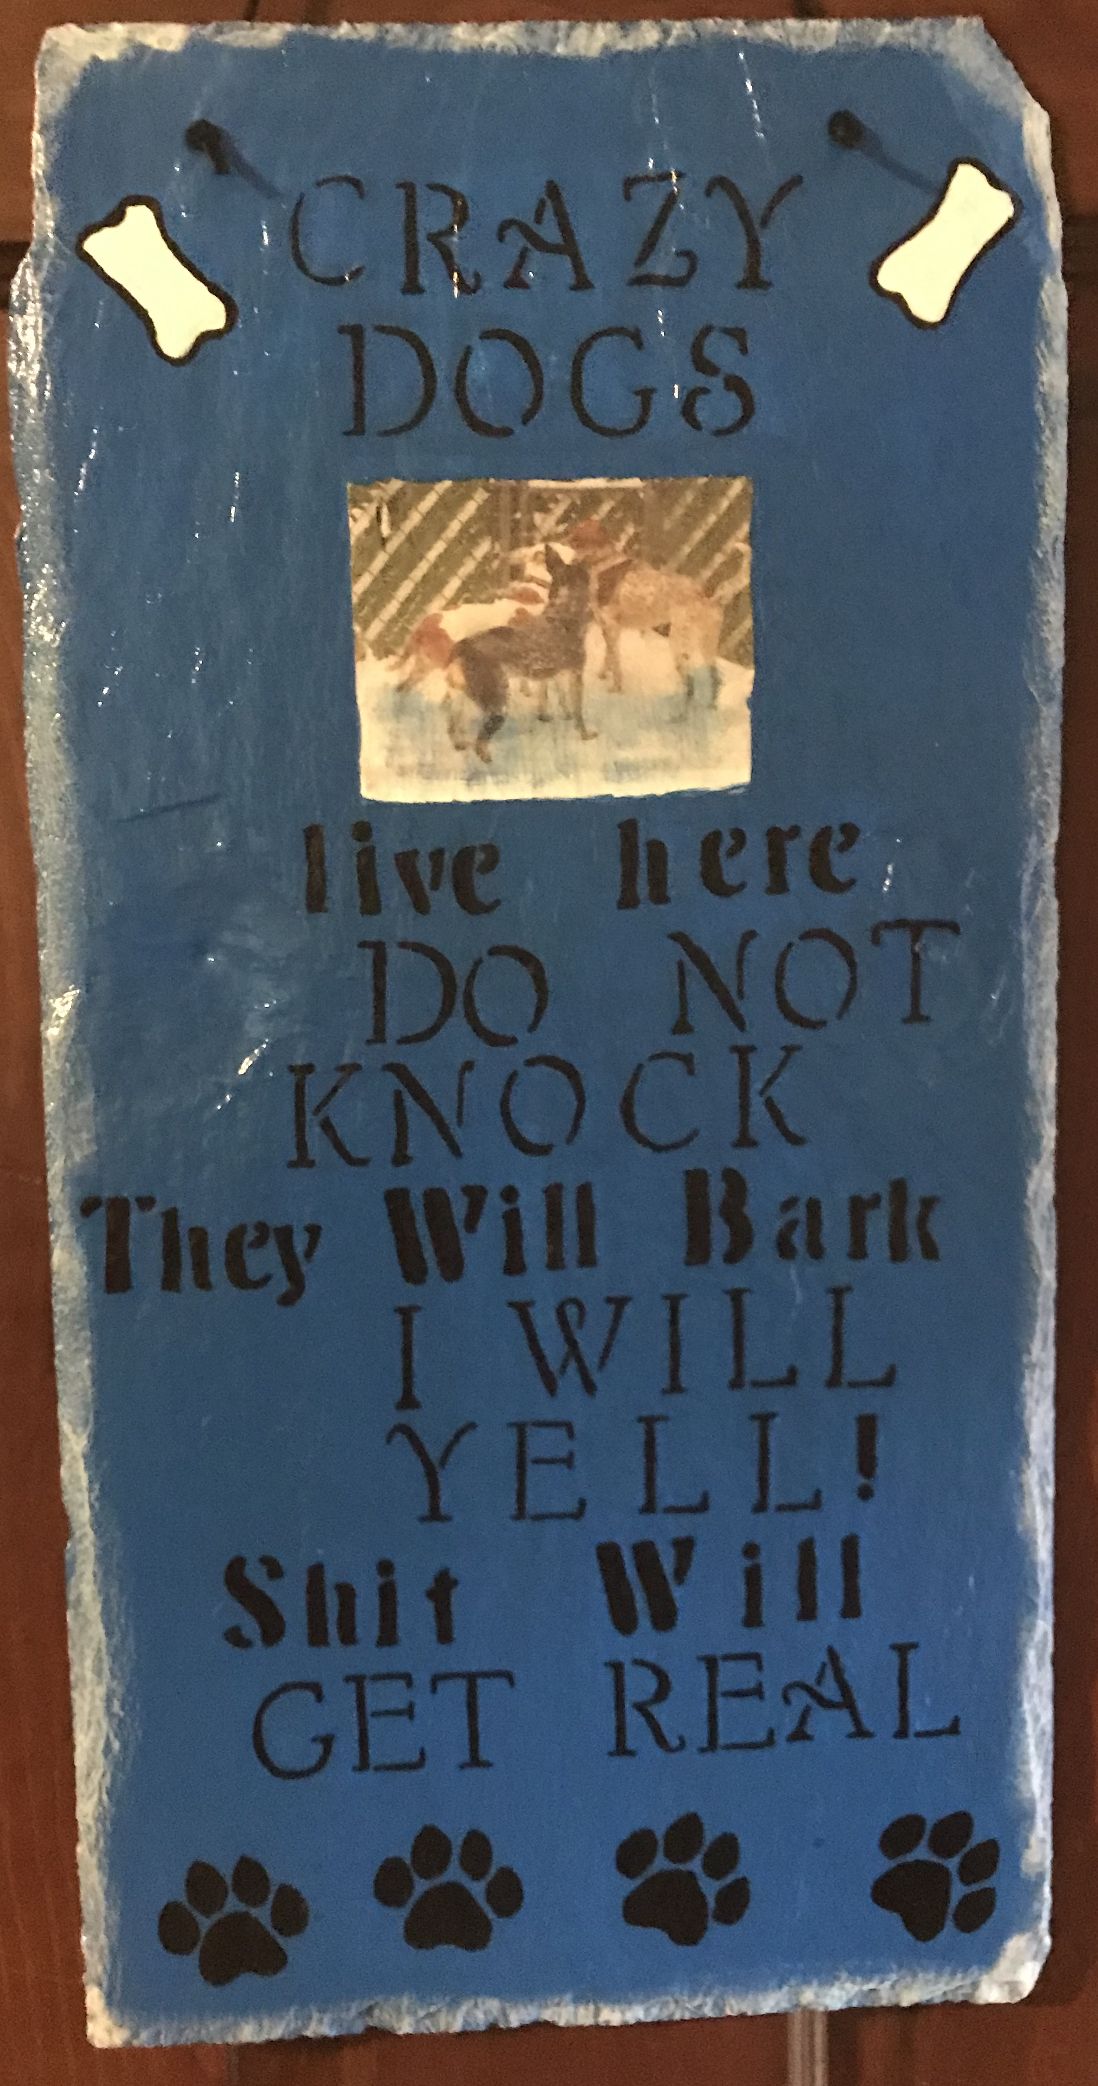 CRAZY
DOGS
live here
DO NOT
KNOCK
They Will Bark
I WILL
YELL!
Shit Will
GET REAL